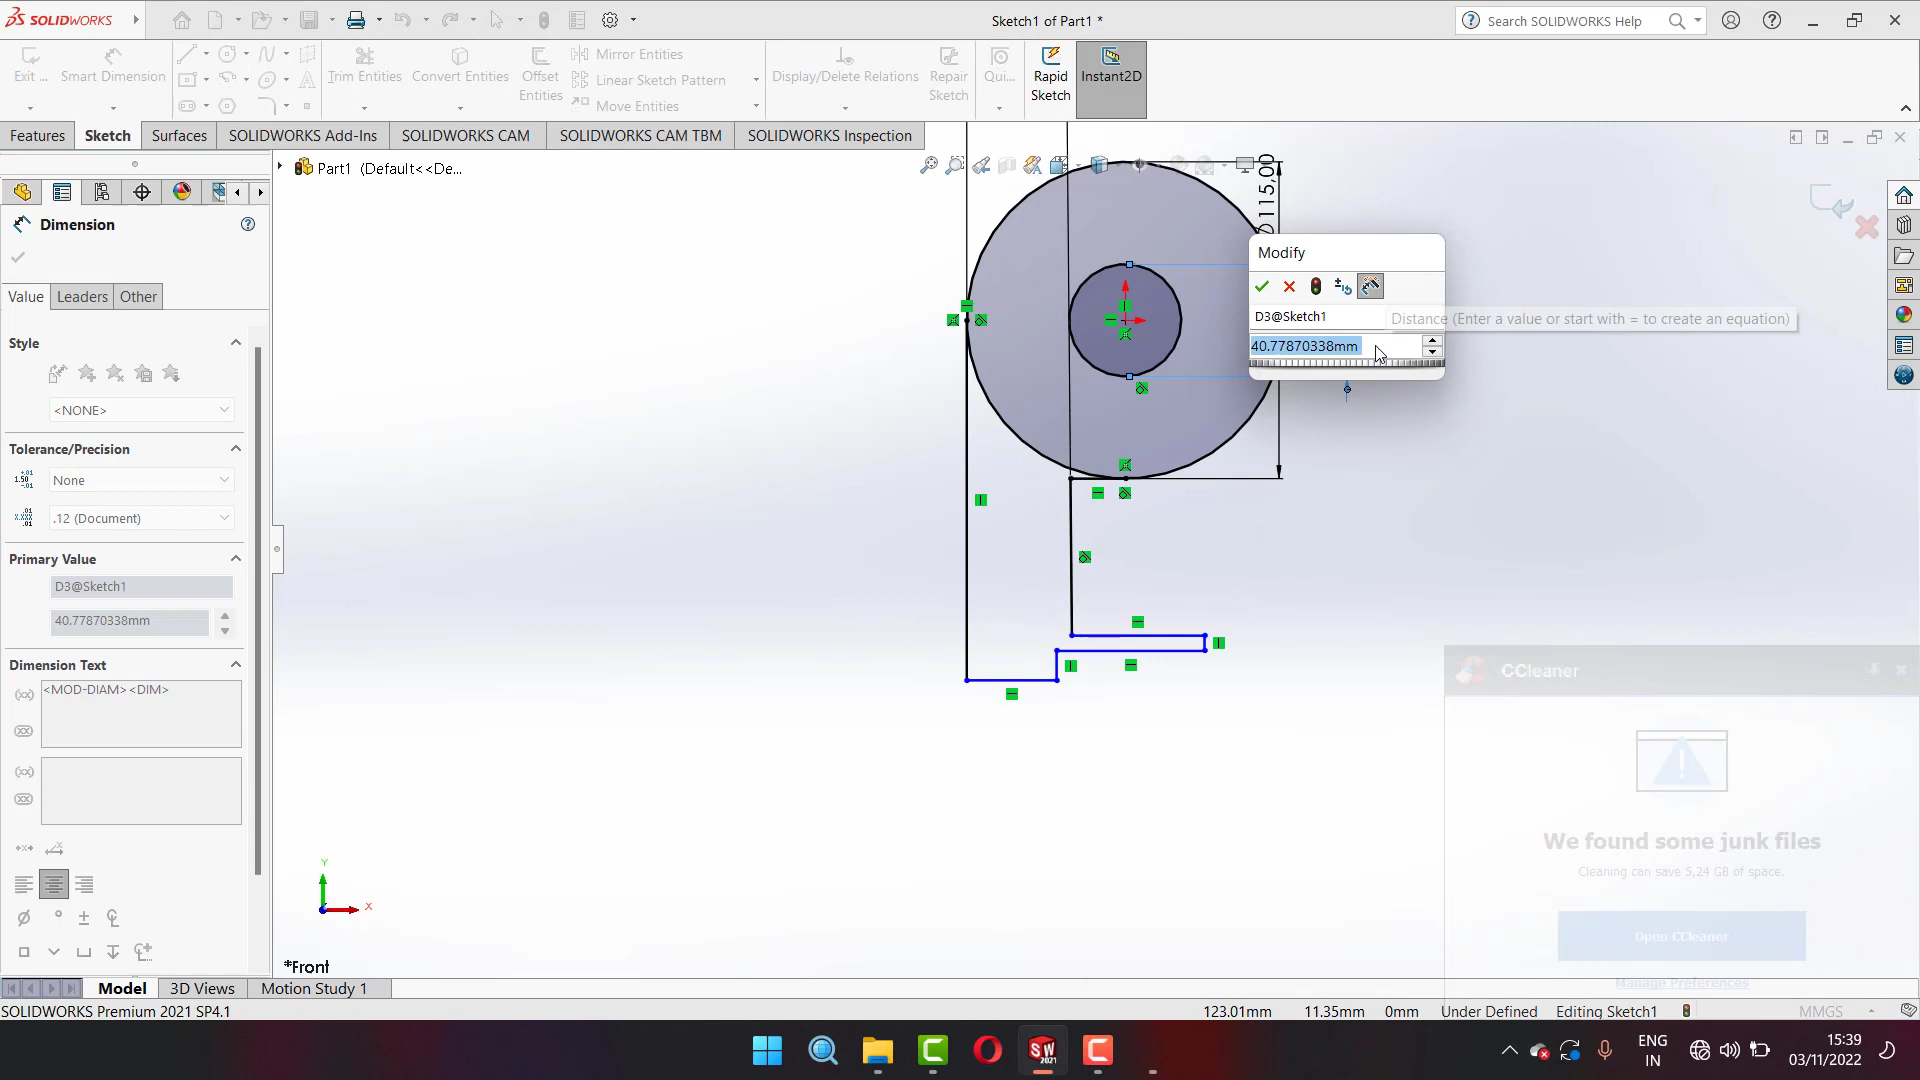 SOLIDWORKS
Sketch1 of Part1 *
Search SOLIDWORKS Help
Exit ...
Smart Dimension
Trim Entities
Convert Entities
Offset
Entities
Mirror Entities
Linear Sketch Pattern
Move Entities
Display/Delete Relations
Repair
Sketch
Qui...
Rapid
Sketch
Instant2D
Features
Sketch
Surfaces
SOLIDWORKS Add-Ins
SOLIDWORKS CAM
SOLIDWORKS CAM TBM
SOLIDWORKS Inspection
Part1 (Default<<De...
Dimension
Value
Leaders
Other
Style
<NONE>
Tolerance/Precision
None
.12 (Document)
Primary Value
D3@Sketch1
40.77870338mm
Dimension Text
<MOD-DIAM><DIM>
∅115,00
Modify
D3@Sketch1
40.77870338mm
Distance (Enter a value or start with = to create an equation)
CCleaner
We found some junk files
Cleaning can save 5,24 GB of space.
Open CCleaner
Manage Preferences
Y
X
*Front
Model
3D Views
Motion Study 1
SOLIDWORKS Premium 2021 SP4.1
123.01mm
11.35mm
0mm
Under Defined
Editing Sketch1
MMGS
SW
2021
ENG
IN
15:39
03/11/2022